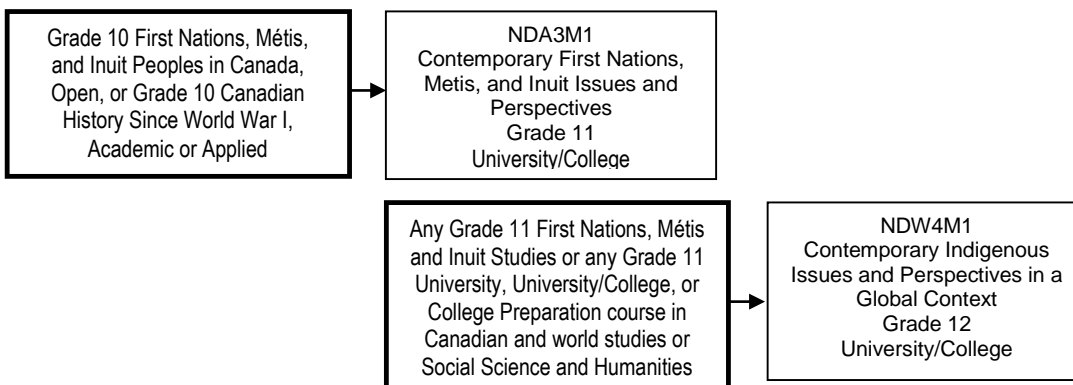 Grade 10 First Nations, Métis,
and Inuit Peoples in Canada,
Open, or Grade 10 Canadian
History Since World War I,
Academic or Applied
NDA3M1
Contemporary First Nations,
Metis, and Inuit Issues and
Perspectives
Grade 11
University/College
Any Grade 11 First Nations, Métis
and Inuit Studies or any Grade 11
University, University/College, or
College Preparation course in
Canadian and world studies or
Social Science and Humanities
NDW4M1
Contemporary Indigenous
Issues and Perspectives in a
Global Context
Grade 12
University/College